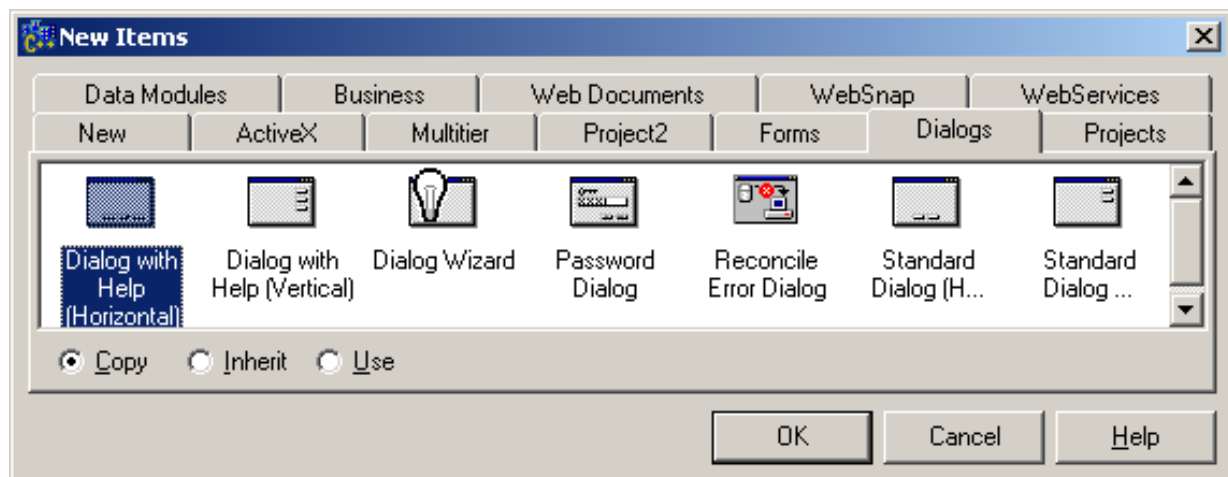 New Items
Data Modules Business Web Documents WebSnap WebServices
New ActiveX Multitier Project2 Forms Dialogs Projects
Dialog with Help (Horizontal)
Dialog with Help (Vertical)
Dialog Wizard
Password Dialog
Reconcile Error Dialog
Standard Dialog (H...
Standard Dialog ...
Copy Inherit Use
OK Cancel Help